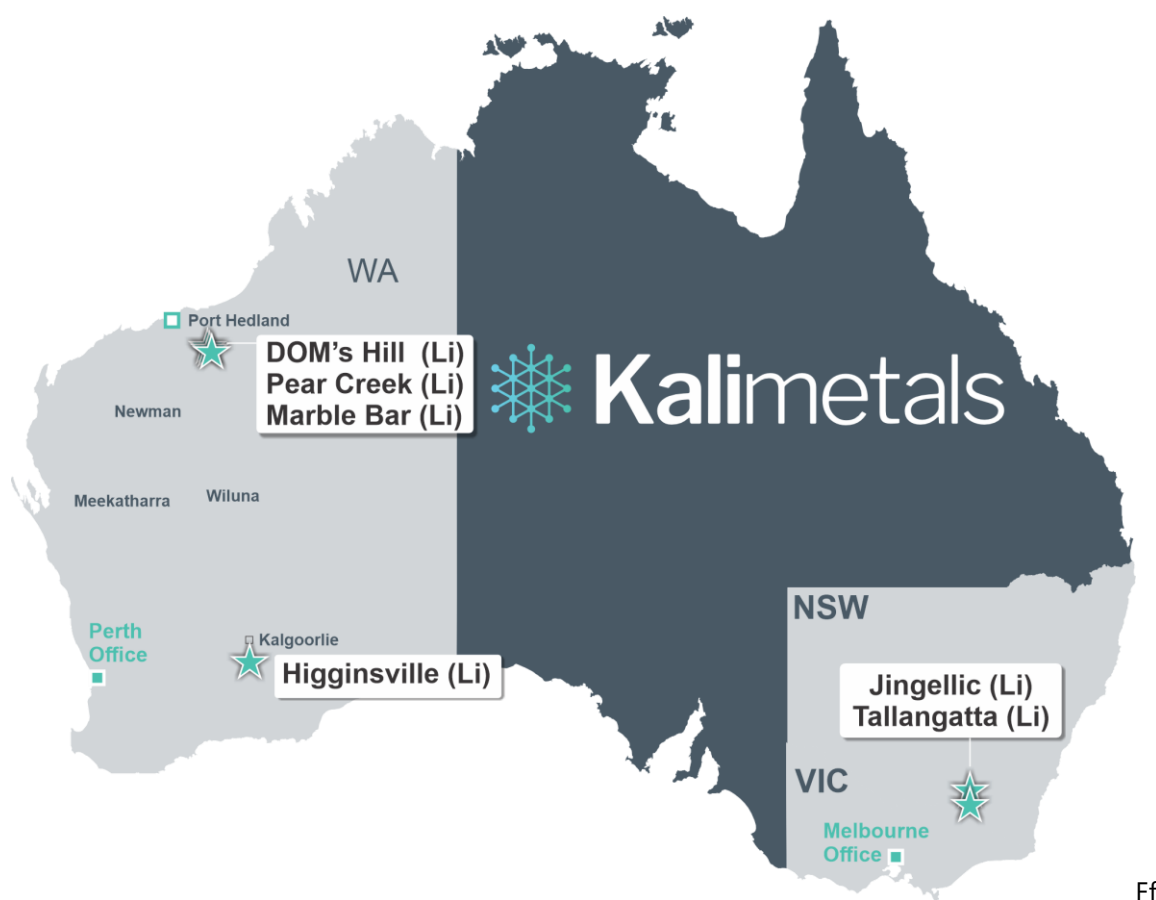 WA
Port Hedland
DOM's Hill (Li)
Pear Creek (Li)
Marble Bar (Li)
Kalimetals
Newman
Meekatharra
Wiluna
NSW
Perth
Office
Kalgoorlie
Higginsville (Li)
Jingellic (Li)
Tallangatta (Li)
VIC
Melbourne
Office
Ff